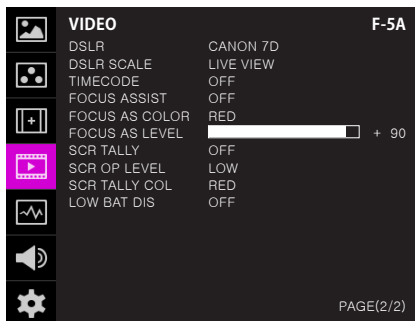 VIDEO F-5A
DSLR CANON 7D
DSLR SCALE LIVE VIEW
TIMECODE OFF
FOCUS ASSIST OFF
FOCUS AS COLOR RED
FOCUS AS LEVEL + 90
SCR TALLY OFF
SCR OP LEVEL LOW
SCR TALLY COL RED
LOW BAT DIS OFF
PAGE(2/2)